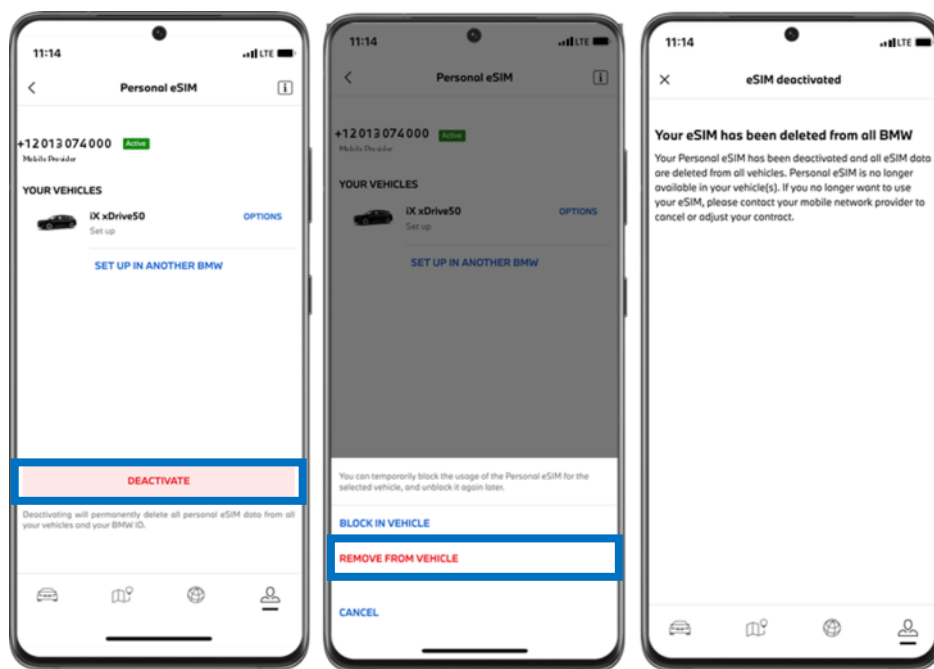 11:14
LTE
Personal eSIM
i
+12013074000 Active
Mobile Provider
YOUR VEHICLES
iX xDrive50
OPTIONS
Set up
SET UP IN ANOTHER BMW
DEACTIVATE
Deactivating will permanently delete all personal eSIM data from all
your vehicles and your BMW ID.
11:14
LTE
Personal eSIM
i
+12013074000 Active
Mobile Provider
YOUR VEHICLES
iX xDrive50
OPTIONS
Set up
SET UP IN ANOTHER BMW
You can temporarily block the usage of the Personal eSIM for the
selected vehicle, and unblock it again later.
BLOCK IN VEHICLE
REMOVE FROM VEHICLE
CANCEL
11:14
LTE
eSIM deactivated
Your eSIM has been deleted from all BMW
Your Personal eSIM has been deactivated and all eSIM data
are deleted from all vehicles. Personal eSIM is no longer
available in your vehicle(s). If you no longer want to use
your eSIM, please contact your mobile network provider to
cancel or adjust your contract.